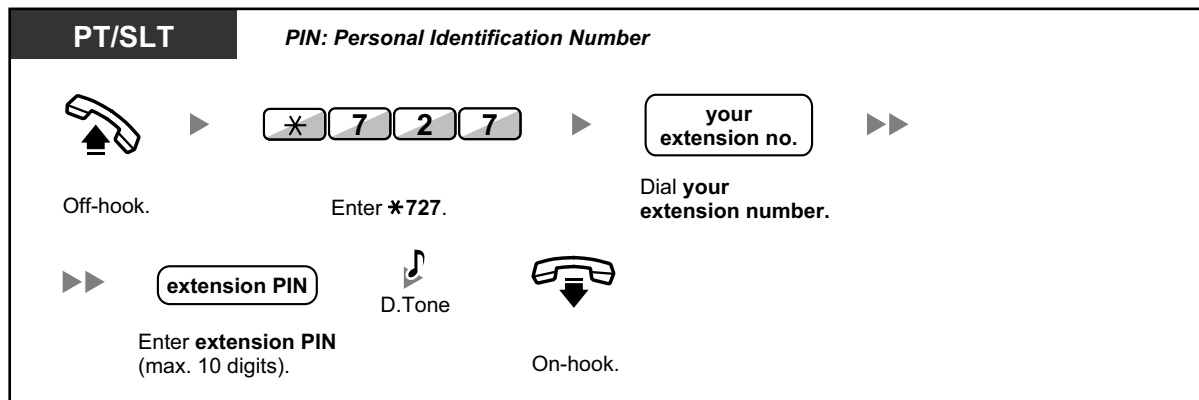 PT/SLT
PIN: Personal Identification Number
* 7 2 7
your
extension no.
Off-hook.
Enter *727.
Dial your
extension number.
extension PIN
D.Tone
Enter extension PIN
(max. 10 digits).
On-hook.